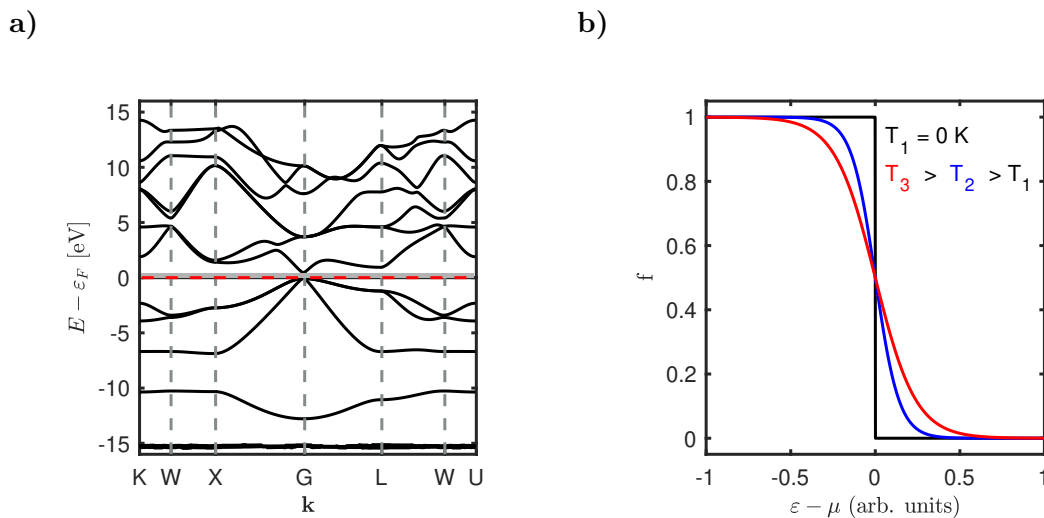 a)
15
10
5
0
-5
-10
-15
E − ε_F [eV]
K W X G L W U
k
b)
1
0.8
0.6
0.4
0.2
0
f
T_1 = 0 K
T_3 > T_2 > T_1
-1 -0.5 0 0.5 1
ε − μ (arb. units)